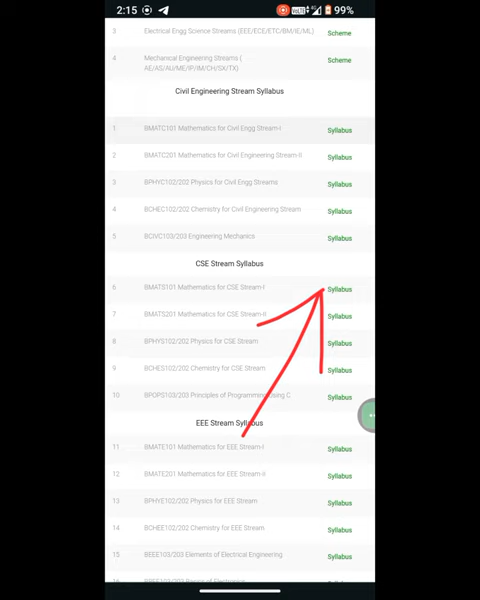 2:15 99%
3 Electrical Engg Science Streams (EEE/ECE/ETC/BM/IE/ML) Scheme
4 Mechanical Engineering Streams ( Scheme
AE/AS/AU/ME/IP/IM/CH/SX/TX)
Civil Engineering Stream Syllabus
1 BMATC101 Mathematics for Civil Engg Stream-I Syllabus
2 BMATC201 Mathematics for Civil Engineering Stream-II Syllabus
3 BPHYC102/202 Physics for Civil Engg Streams Syllabus
4 BCHEC102/202 Chemistry for Civil Engineering Stream Syllabus
5 BCIVC103/203 Engineering Mechanics Syllabus
CSE Stream Syllabus
6 BMATS101 Mathematics for CSE Stream-I Syllabus
7 BMATS201 Mathematics for CSE Stream-II Syllabus
8 BPHYS102/202 Physics for CSE Stream Syllabus
9 BCHES102/202 Chemistry for CSE Stream Syllabus
10 BPOPS103/203 Principles of Programming Using C Syllabus
EEE Stream Syllabus
11 BMATE101 Mathematics for EEE Stream-I Syllabus
12 BMATE201 Mathematics for EEE Stream-II Syllabus
13 BPHYE102/202 Physics for EEE Stream Syllabus
14 BCHEE102/202 Chemistry for EEE Stream Syllabus
15 BEEE103/203 Elements of Electrical Engineering Syllabus